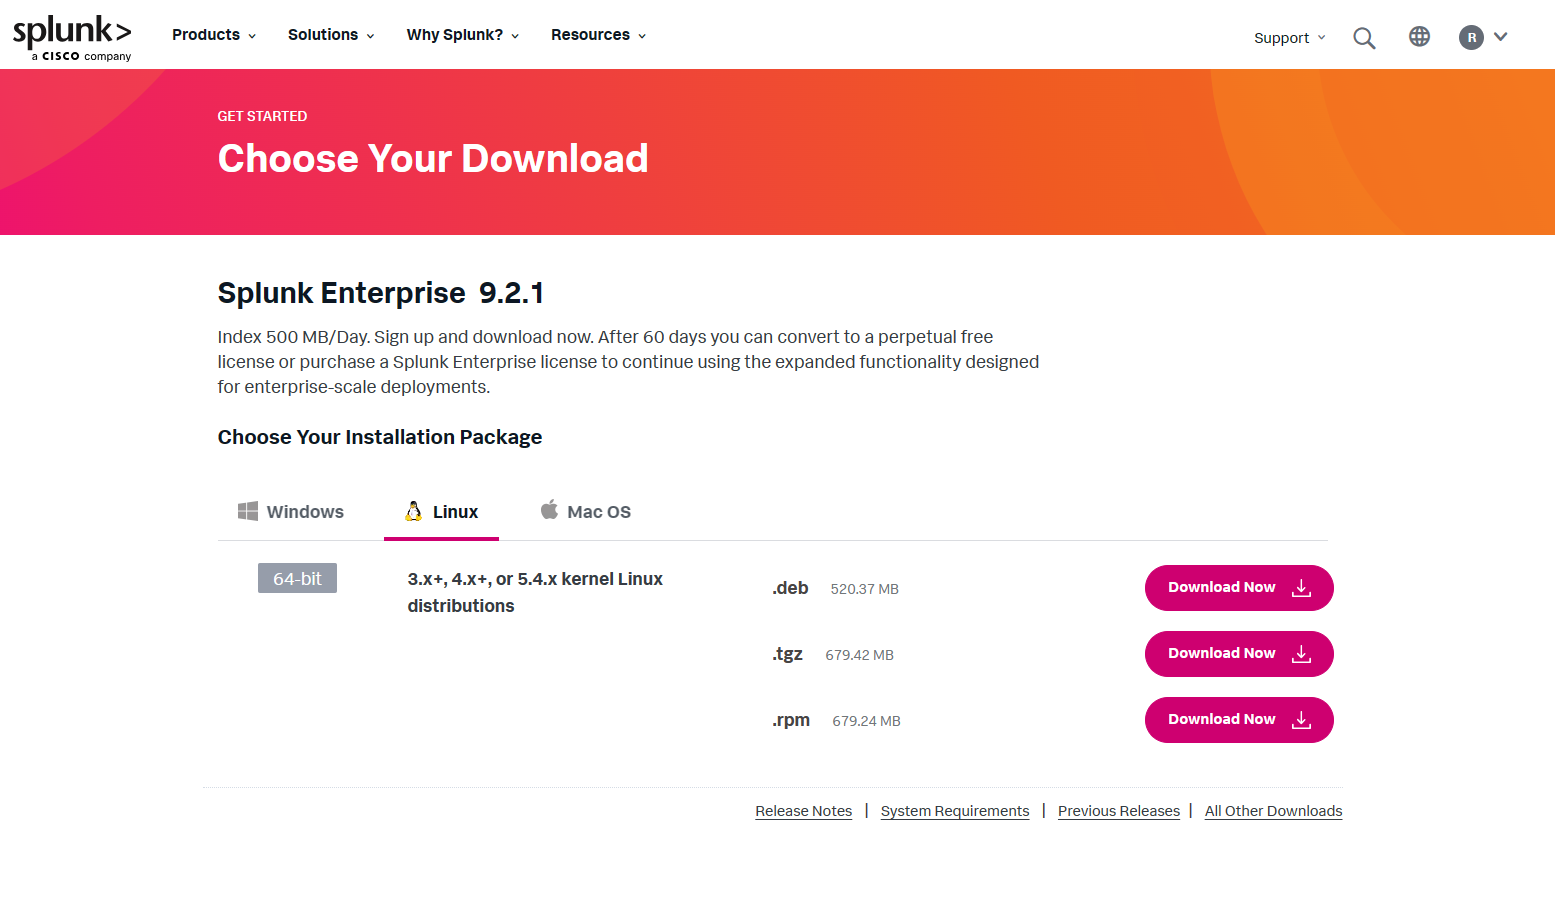 splunk>
a CISCO company
Products
Solutions
Why Splunk?
Resources
Support
R
GET STARTED
Choose Your Download
Splunk Enterprise 9.2.1
Index 500 MB/Day. Sign up and download now. After 60 days you can convert to a perpetual free
license or purchase a Splunk Enterprise license to continue using the expanded functionality designed
for enterprise-scale deployments.
Choose Your Installation Package
Windows
Linux
Mac OS
64-bit
3.x+, 4.x+, or 5.4.x kernel Linux
distributions
.deb 520.37 MB Download Now
.tgz 679.42 MB Download Now
.rpm 679.24 MB Download Now
Release Notes | System Requirements | Previous Releases | All Other Downloads